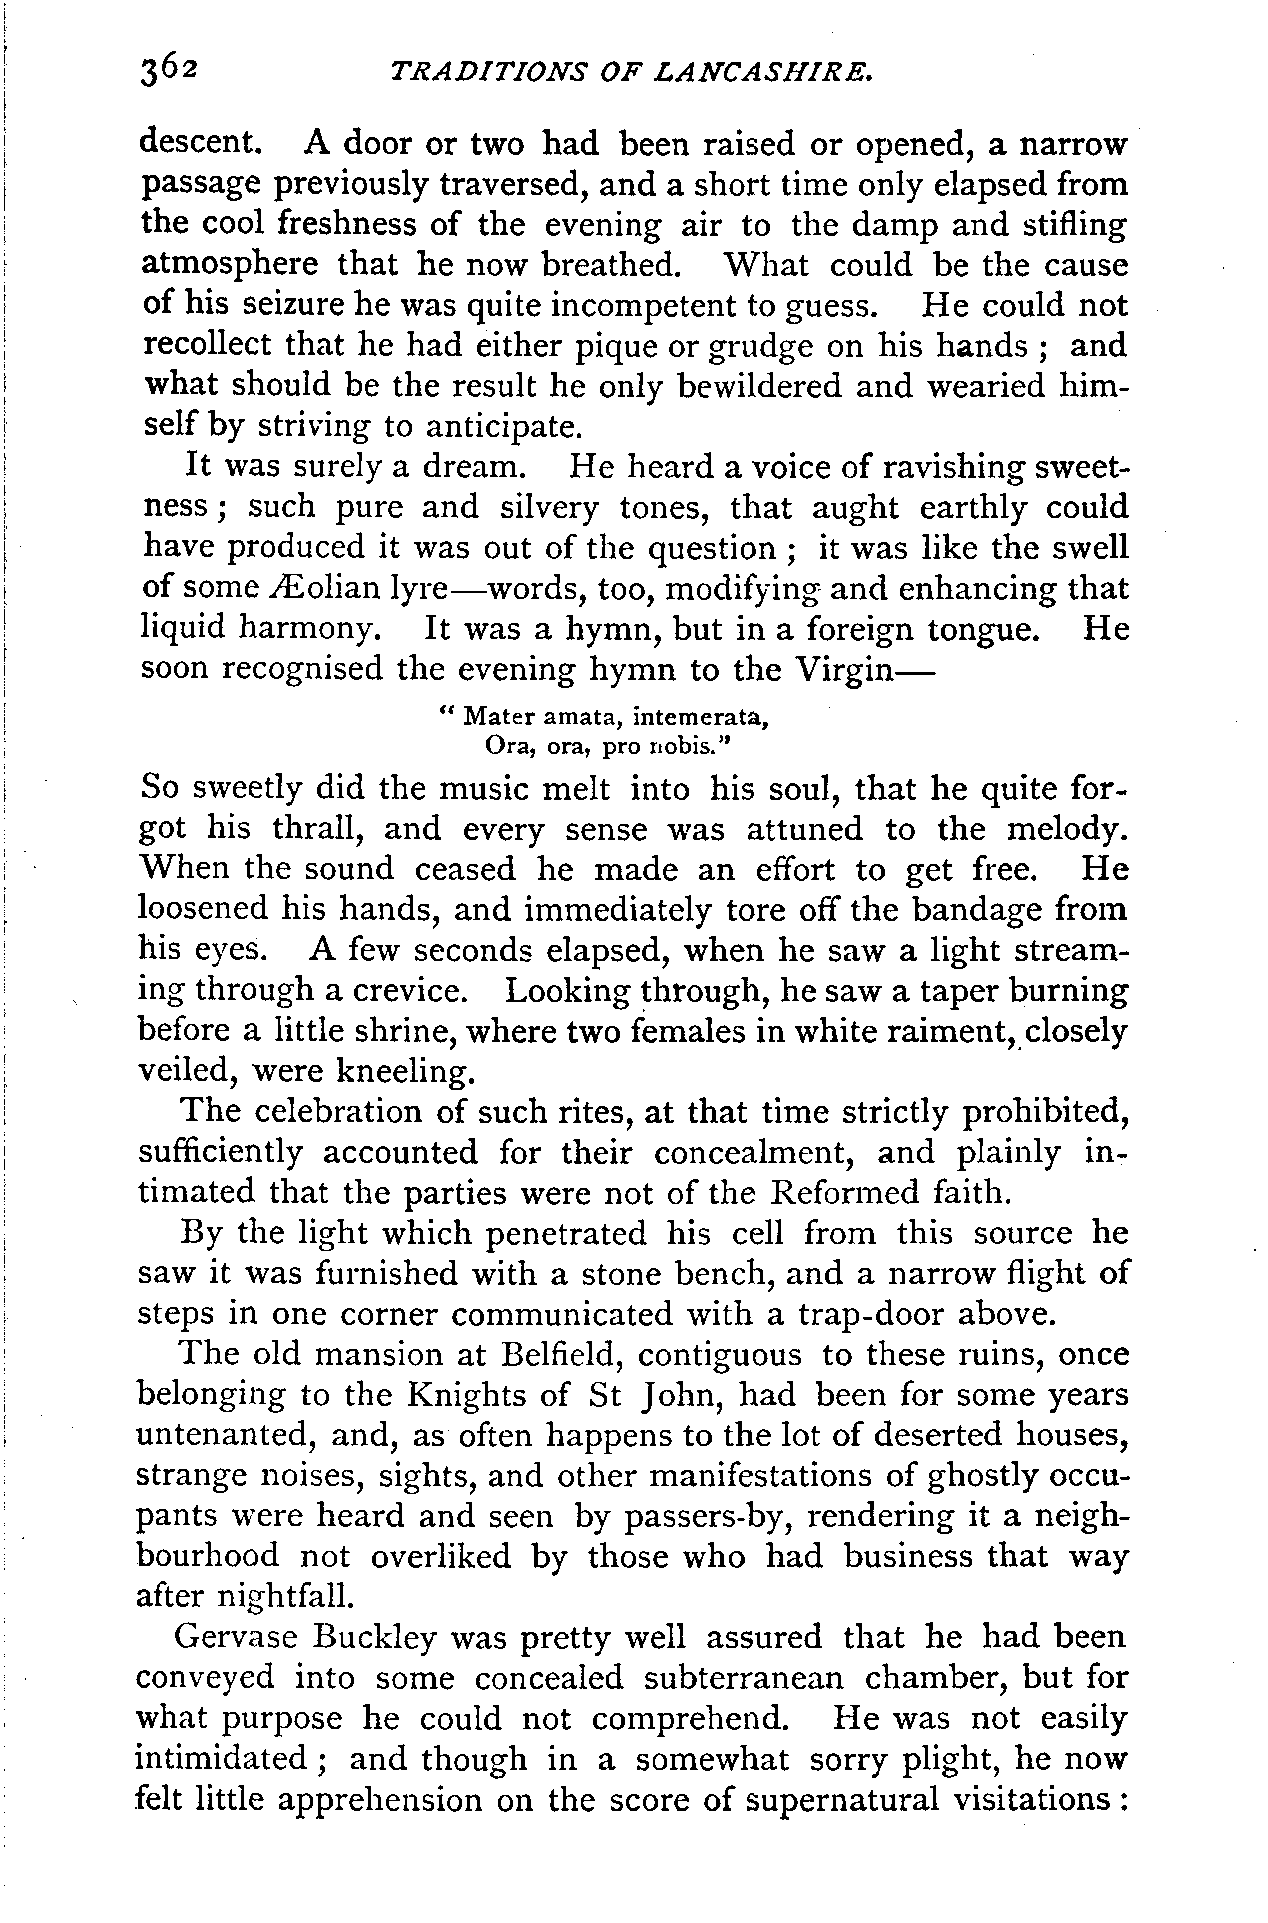 362 TRADITIONS OF LANCASHIRE.
descent. A door or two had been raised or opened, a narrow
passage previously traversed, and a short time only elapsed from
the cool freshness of the evening air to the damp and stifling
atmosphere that he now breathed. What could be the cause
of his seizure he was quite incompetent to guess. He could not
recollect that he had either pique or grudge on his hands ; and
what should be the result he only bewildered and wearied him-
self by striving to anticipate.
It was surely a dream. He heard a voice of ravishing sweet-
ness ; such pure and silvery tones, that aught earthly could
have produced it was out of the question ; it was like the swell
of some Æolian lyre—words, too, modifying and enhancing that
liquid harmony. It was a hymn, but in a foreign tongue. He
soon recognised the evening hymn to the Virgin—
“ Mater amata, intemerata,
Ora, ora, pro nobis.”
So sweetly did the music melt into his soul, that he quite for-
got his thrall, and every sense was attuned to the melody.
When the sound ceased he made an effort to get free. He
loosened his hands, and immediately tore off the bandage from
his eyes. A few seconds elapsed, when he saw a light stream-
ing through a crevice. Looking through, he saw a taper burning
before a little shrine, where two females in white raiment, closely
veiled, were kneeling.
The celebration of such rites, at that time strictly prohibited,
sufficiently accounted for their concealment, and plainly in-
timated that the parties were not of the Reformed faith.
By the light which penetrated his cell from this source he
saw it was furnished with a stone bench, and a narrow flight of
steps in one corner communicated with a trap-door above.
The old mansion at Belfield, contiguous to these ruins, once
belonging to the Knights of St John, had been for some years
untenanted, and, as often happens to the lot of deserted houses,
strange noises, sights, and other manifestations of ghostly occu-
pants were heard and seen by passers-by, rendering it a neigh-
bourhood not overliked by those who had business that way
after nightfall.
Gervase Buckley was pretty well assured that he had been
conveyed into some concealed subterranean chamber, but for
what purpose he could not comprehend. He was not easily
intimidated ; and though in a somewhat sorry plight, he now
felt little apprehension on the score of supernatural visitations :